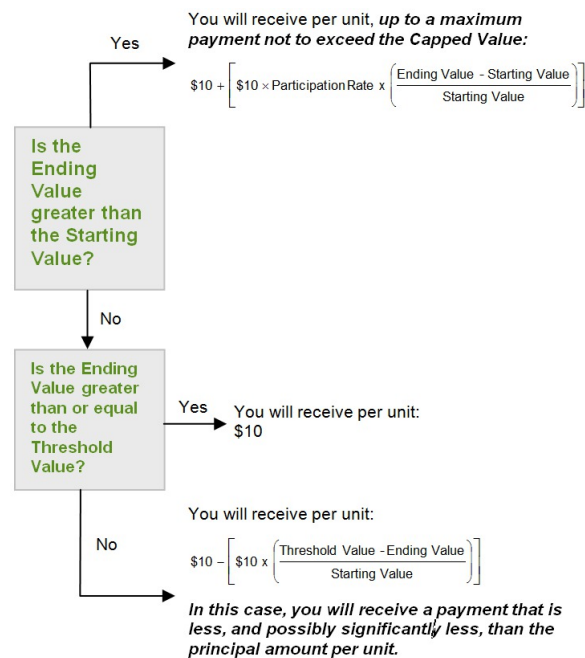 You will receive per unit, up to a maximum
payment not to exceed the Capped Value:
Yes
$10 + [ $10 × Participation Rate x ( Ending Value - Starting Value / Starting Value ) ]
Is the
Ending
Value
greater than
the Starting
Value?
No
Is the Ending
Value greater
than or equal
to the
Threshold
Value?
Yes
You will receive per unit:
$10
You will receive per unit:
No
$10 − [ $10 x ( Threshold Value - Ending Value / Starting Value ) ]
In this case, you will receive a payment that is
less, and possibly significantly less, than the
principal amount per unit.